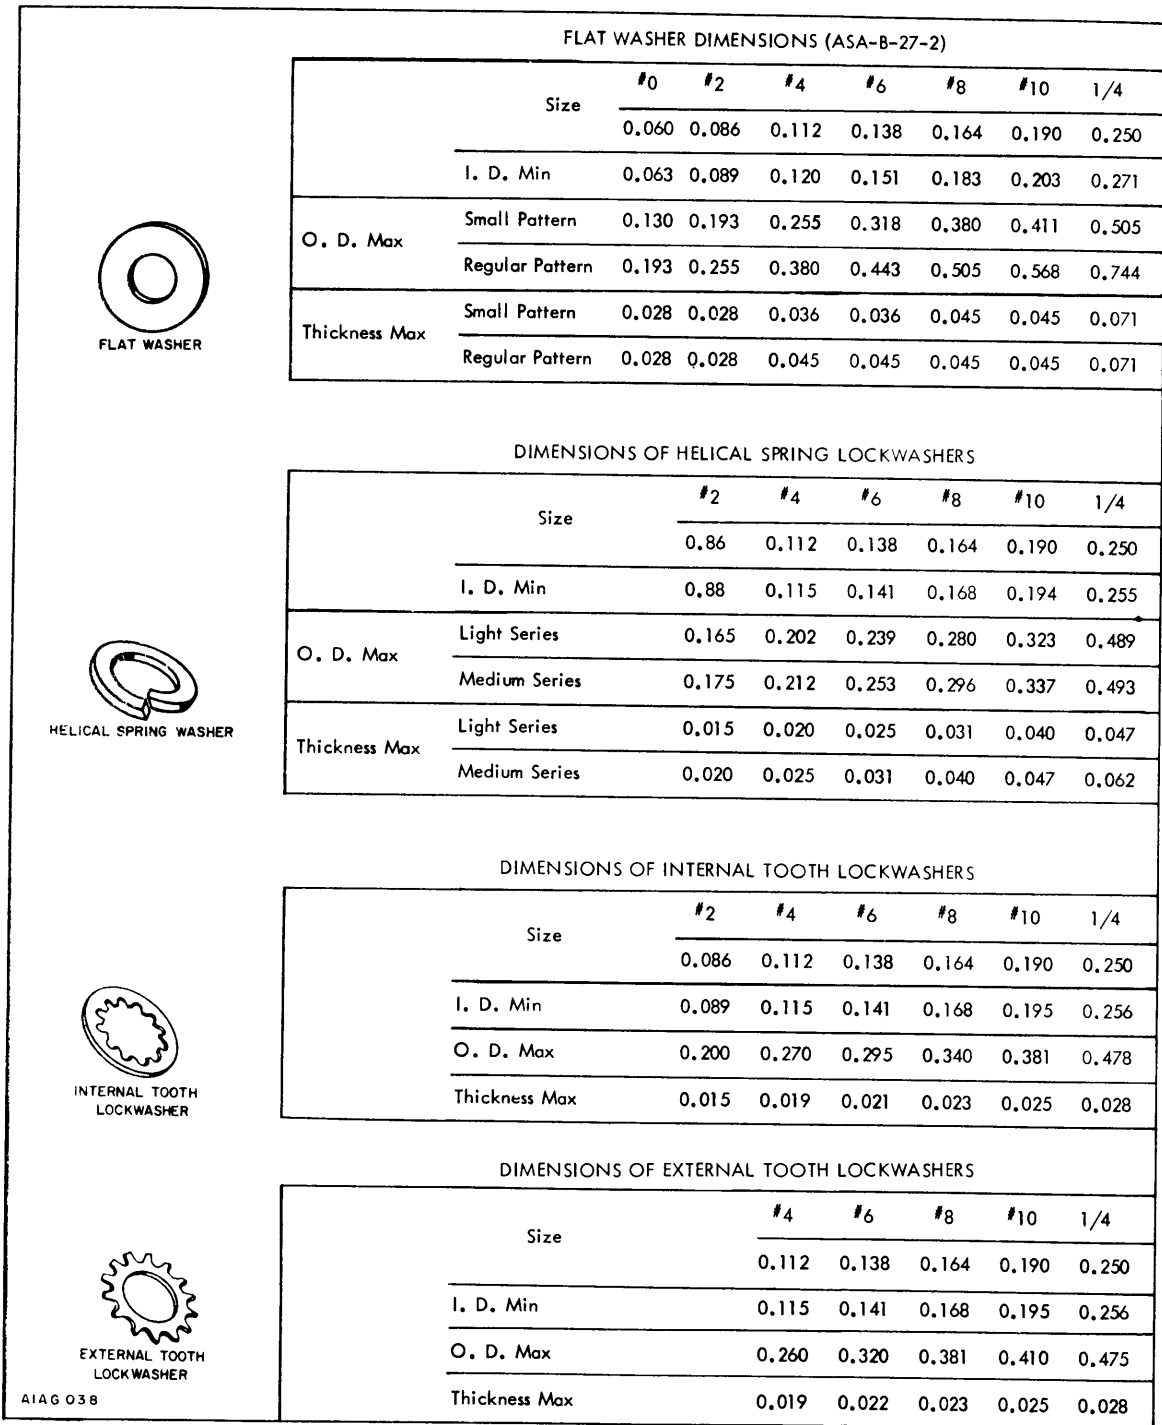 FLAT WASHER DIMENSIONS (ASA-B-27-2)
Size #0 #2 #4 #6 #8 #10 1/4
0.060 0.086 0.112 0.138 0.164 0.190 0.250
I. D. Min 0.063 0.089 0.120 0.151 0.183 0.203 0.271
O. D. Max Small Pattern 0.130 0.193 0.255 0.318 0.380 0.411 0.505
Regular Pattern 0.193 0.255 0.380 0.443 0.505 0.568 0.744
Thickness Max Small Pattern 0.028 0.028 0.036 0.036 0.045 0.045 0.071
Regular Pattern 0.028 0.028 0.045 0.045 0.045 0.045 0.071
FLAT WASHER
DIMENSIONS OF HELICAL SPRING LOCKWASHERS
Size #2 #4 #6 #8 #10 1/4
0.86 0.112 0.138 0.164 0.190 0.250
I. D. Min 0.88 0.115 0.141 0.168 0.194 0.255
O. D. Max Light Series 0.165 0.202 0.239 0.280 0.323 0.489
Medium Series 0.175 0.212 0.253 0.296 0.337 0.493
Thickness Max Light Series 0.015 0.020 0.025 0.031 0.040 0.047
Medium Series 0.020 0.025 0.031 0.040 0.047 0.062
HELICAL SPRING WASHER
DIMENSIONS OF INTERNAL TOOTH LOCKWASHERS
Size #2 #4 #6 #8 #10 1/4
0.086 0.112 0.138 0.164 0.190 0.250
I. D. Min 0.089 0.115 0.141 0.168 0.195 0.256
O. D. Max 0.200 0.270 0.295 0.340 0.381 0.478
Thickness Max 0.015 0.019 0.021 0.023 0.025 0.028
INTERNAL TOOTH
LOCKWASHER
DIMENSIONS OF EXTERNAL TOOTH LOCKWASHERS
Size #4 #6 #8 #10 1/4
0.112 0.138 0.164 0.190 0.250
I. D. Min 0.115 0.141 0.168 0.195 0.256
O. D. Max 0.260 0.320 0.381 0.410 0.475
Thickness Max 0.019 0.022 0.023 0.025 0.028
EXTERNAL TOOTH
LOCKWASHER
AIAG 038